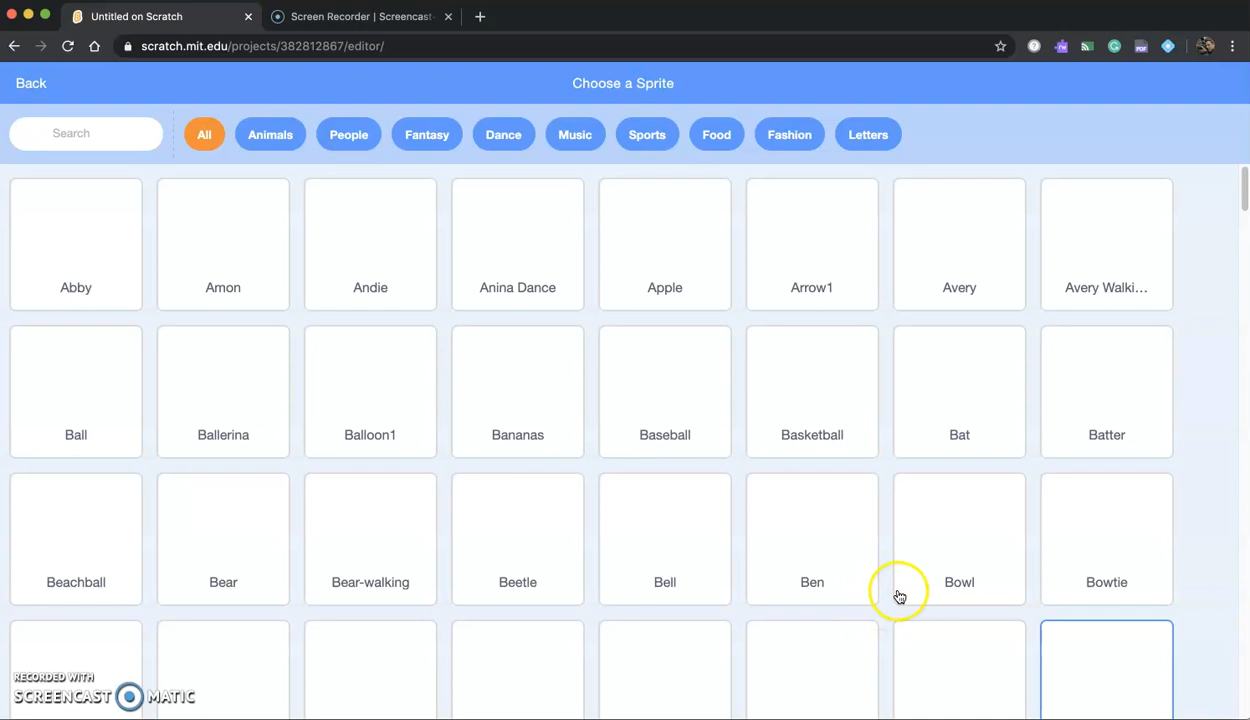 Untitled on Scratch
Screen Recorder | Screencast-
scratch.mit.edu/projects/382812867/editor/
Back
Choose a Sprite
Search
All
Animals
People
Fantasy
Dance
Music
Sports
Food
Fashion
Letters
Abby
Amon
Andie
Anina Dance
Apple
Arrow1
Avery
Avery Walki...
Ball
Ballerina
Balloon1
Bananas
Baseball
Basketball
Bat
Batter
Beachball
Bear
Bear-walking
Beetle
Bell
Ben
Bowl
Bowtie
RECORDED WITH
SCREENCAST MATIC